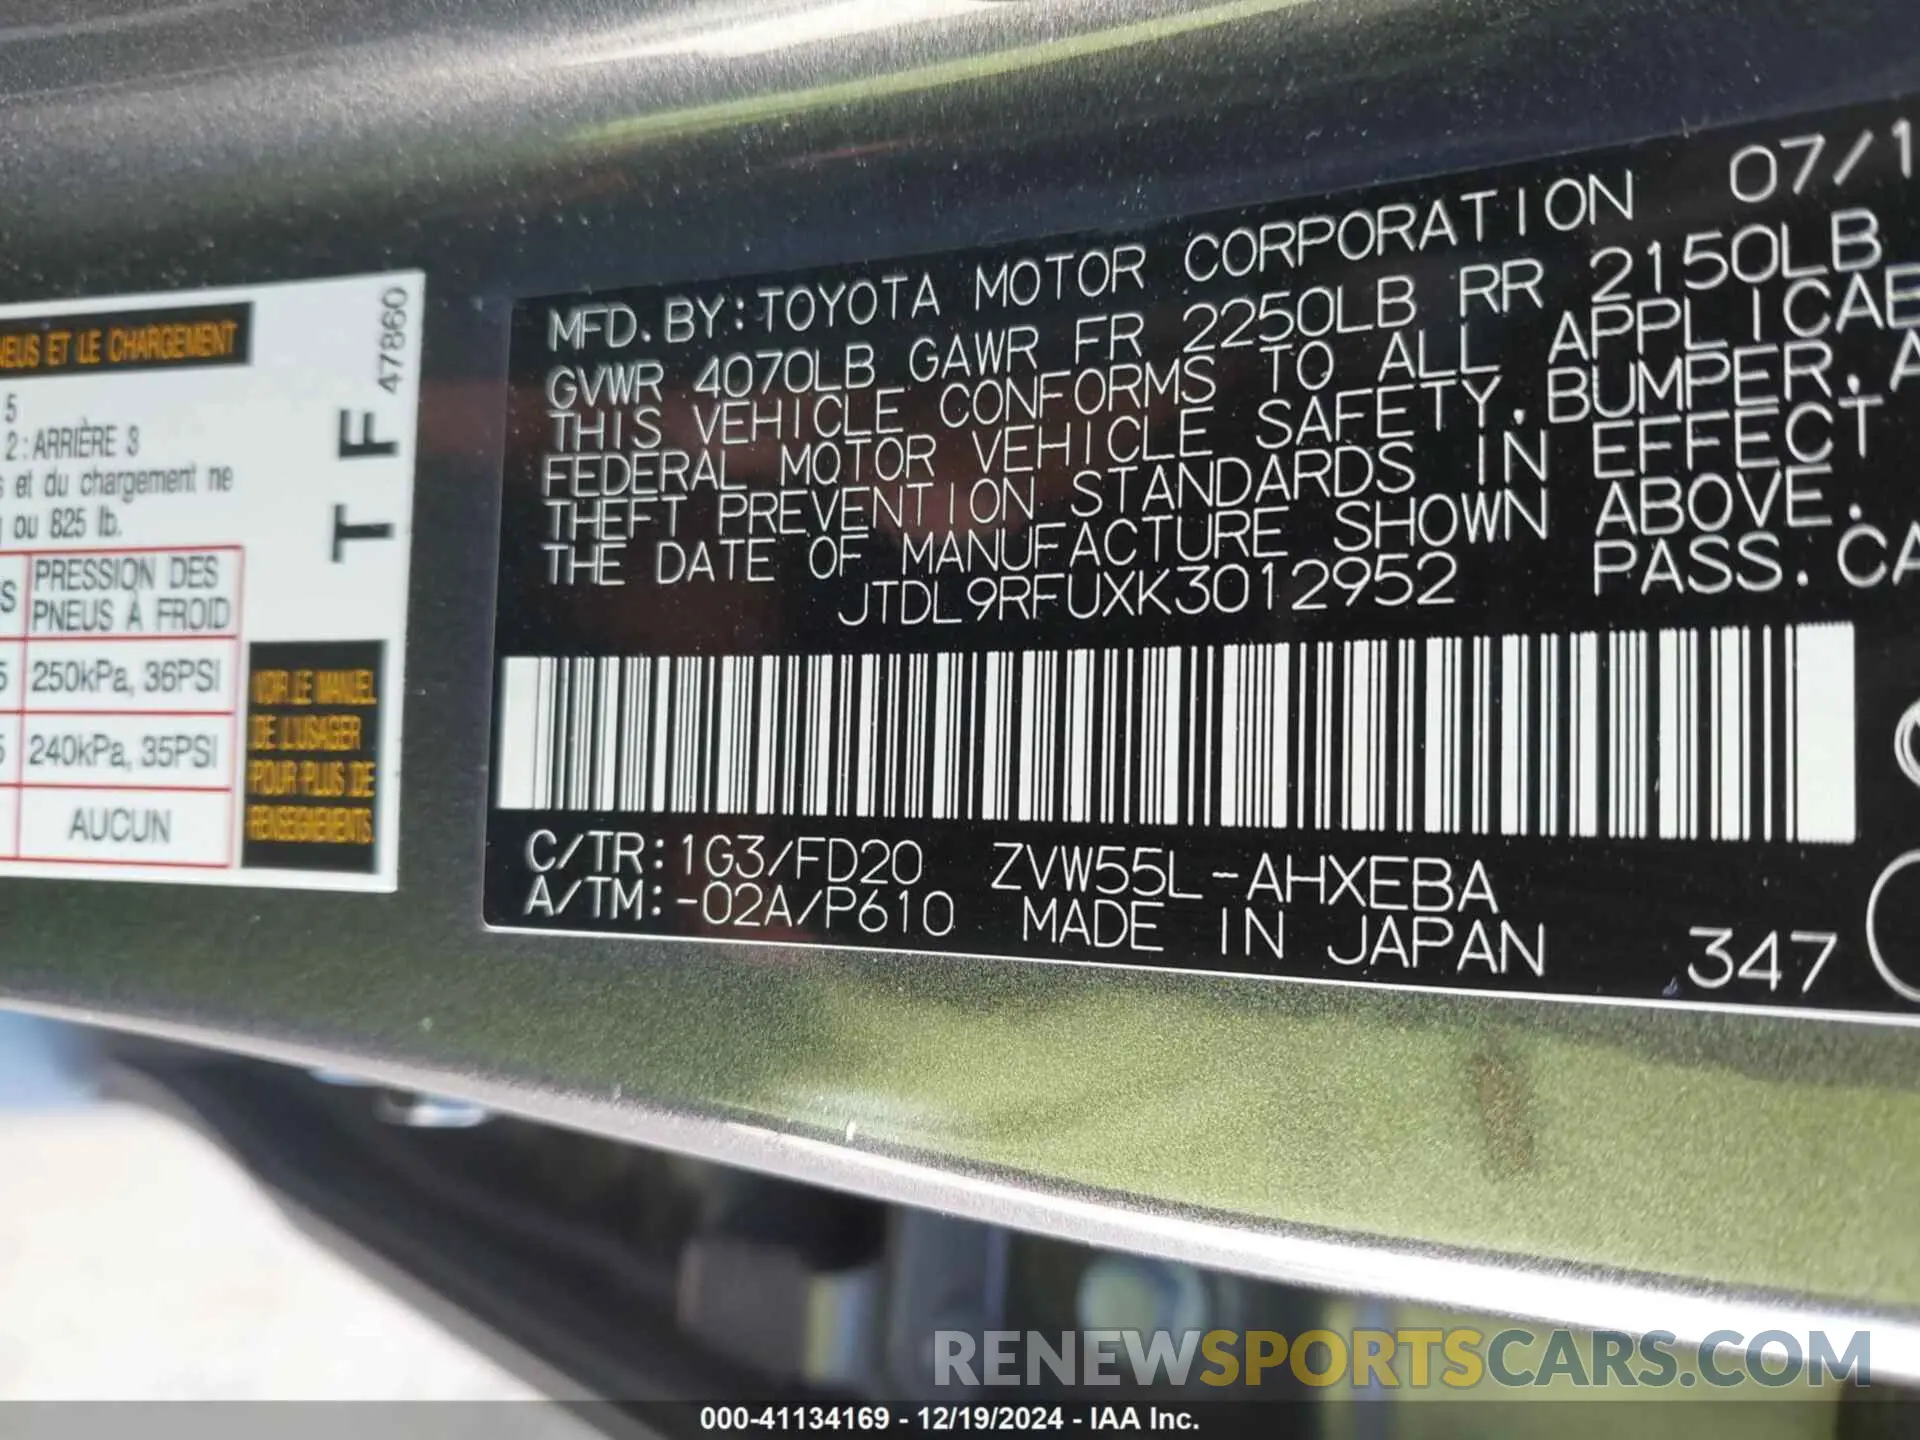 NEUS ET LE CHARGEMENT
5
2:ARRIÈRE 3
s et du chargement ne
ou 825 lb.
S PRESSION DES
PNEUS À FROID
5 250kPa, 36PSI
5 240kPa, 35PSI
AUCUN
VOIR LE MANUEL
DE L'USAGER
POUR PLUS DE
RENSEIGNEMENTS
T F 47860
MFD. BY:TOYOTA MOTOR CORPORATION 07/1
GVWR 4070LB GAWR FR 2250LB RR 2150LB
THIS VEHICLE CONFORMS TO ALL APPLICAB
FEDERAL MOTOR VEHICLE SAFETY, BUMPER, A
THEFT PREVENTION STANDARDS IN EFFECT
THE DATE OF MANUFACTURE SHOWN ABOVE.
JTDL9RFUXK3012952 PASS. CA
C/TR:1G3/FD20 ZVW55L-AHXEBA
A/TM:-02A/P610 MADE IN JAPAN 347
RENEWSPORTSCARS.COM
000-41134169 - 12/19/2024 - IAA Inc.